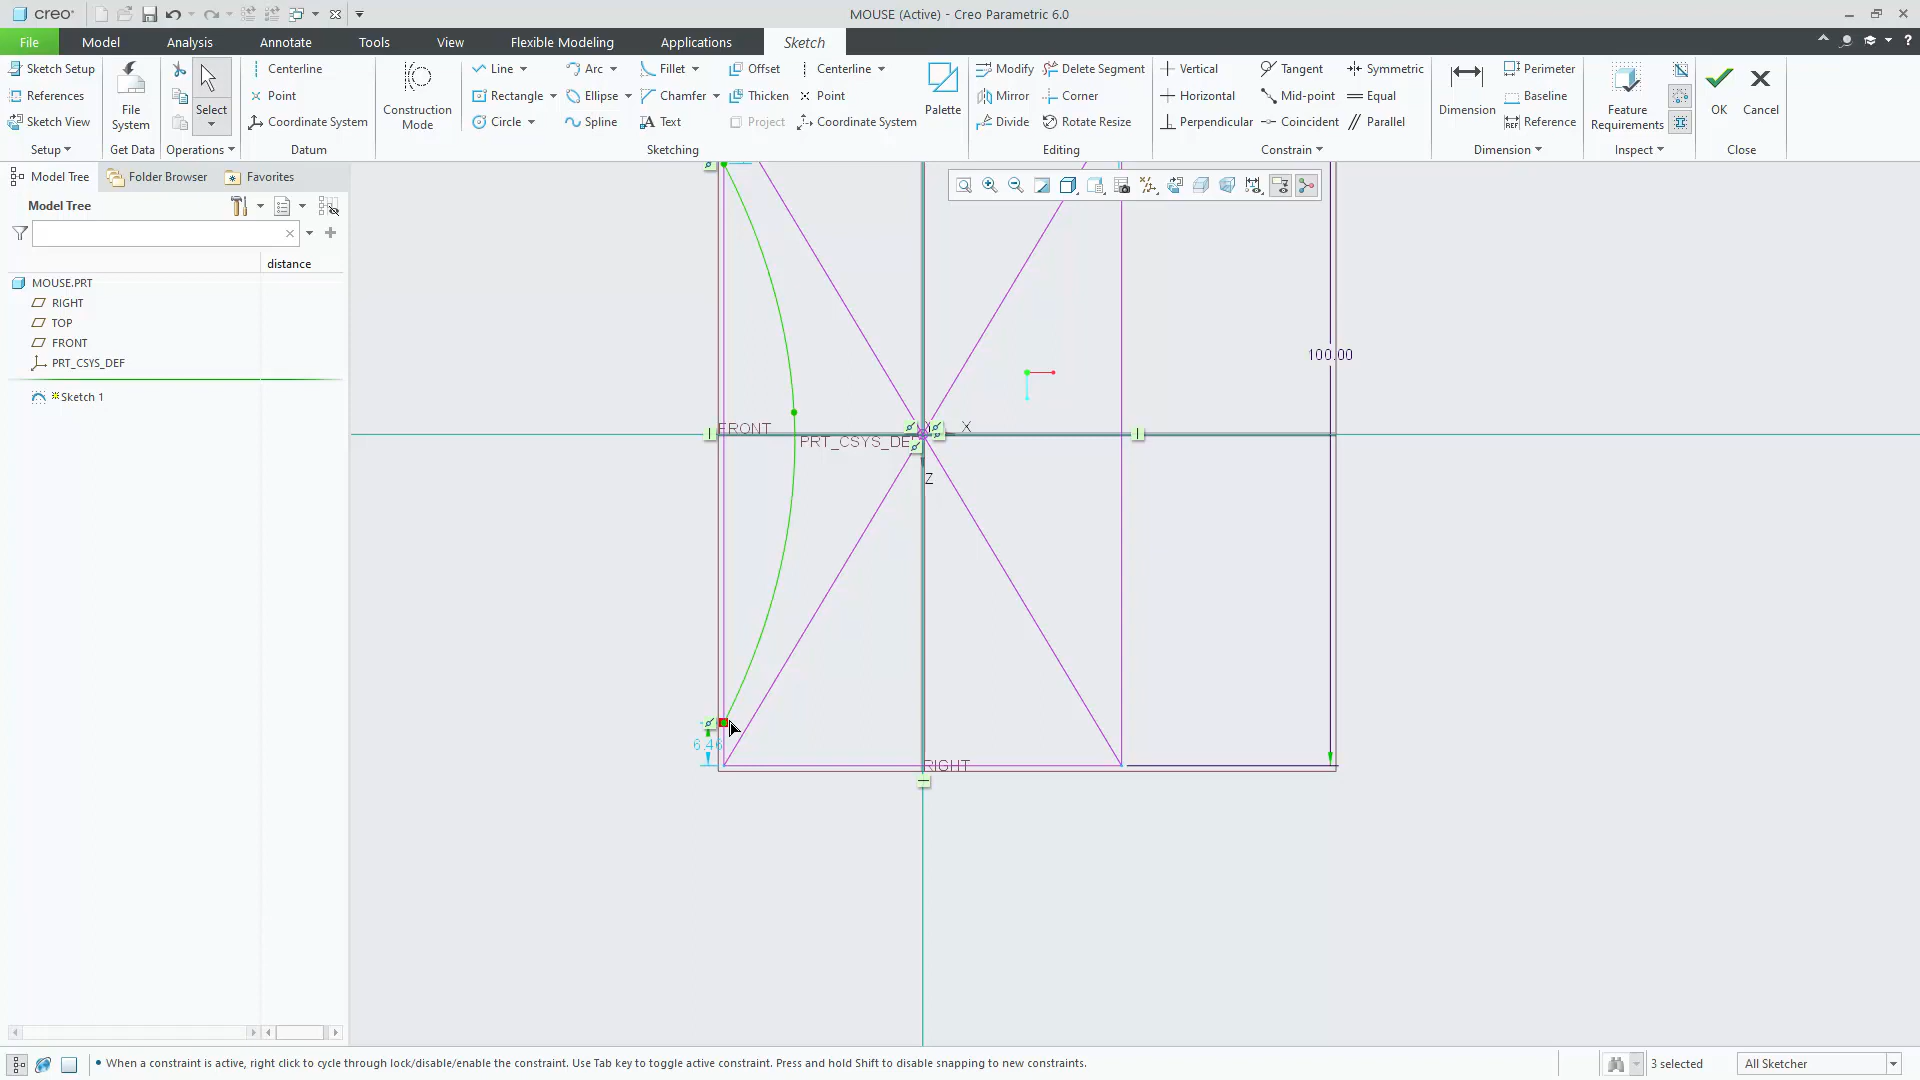 creo
MOUSE (Active) - Creo Parametric 6.0
File Model Analysis Annotate Tools View Flexible Modeling Applications Sketch
Sketch Setup
References
Sketch View
Setup
File System
Get Data
Select
Operations
Centerline
Point
Coordinate System
Datum
Construction Mode
Line Arc Fillet Offset Centerline
Rectangle Ellipse Chamfer Thicken Point
Circle Spline Text Project Coordinate System
Palette
Sketching
Modify Delete Segment
Mirror Corner
Divide Rotate Resize
Editing
Vertical Tangent Symmetric
Horizontal Mid-point Equal
Perpendicular Coincident Parallel
Constrain
Dimension
Perimeter
Baseline
REF Reference
Dimension
Feature Requirements
Inspect
OK Cancel
Close
Model Tree Folder Browser Favorites
Model Tree
distance
MOUSE.PRT
RIGHT
TOP
FRONT
PRT_CSYS_DEF
Sketch 1
100.00
FRONT
X
PRT_CSYS_DEF
Z
6.46
RIGHT
• When a constraint is active, right click to cycle through lock/disable/enable the constraint. Use Tab key to toggle active constraint. Press and hold Shift to disable snapping to new constraints.
3 selected
All Sketcher